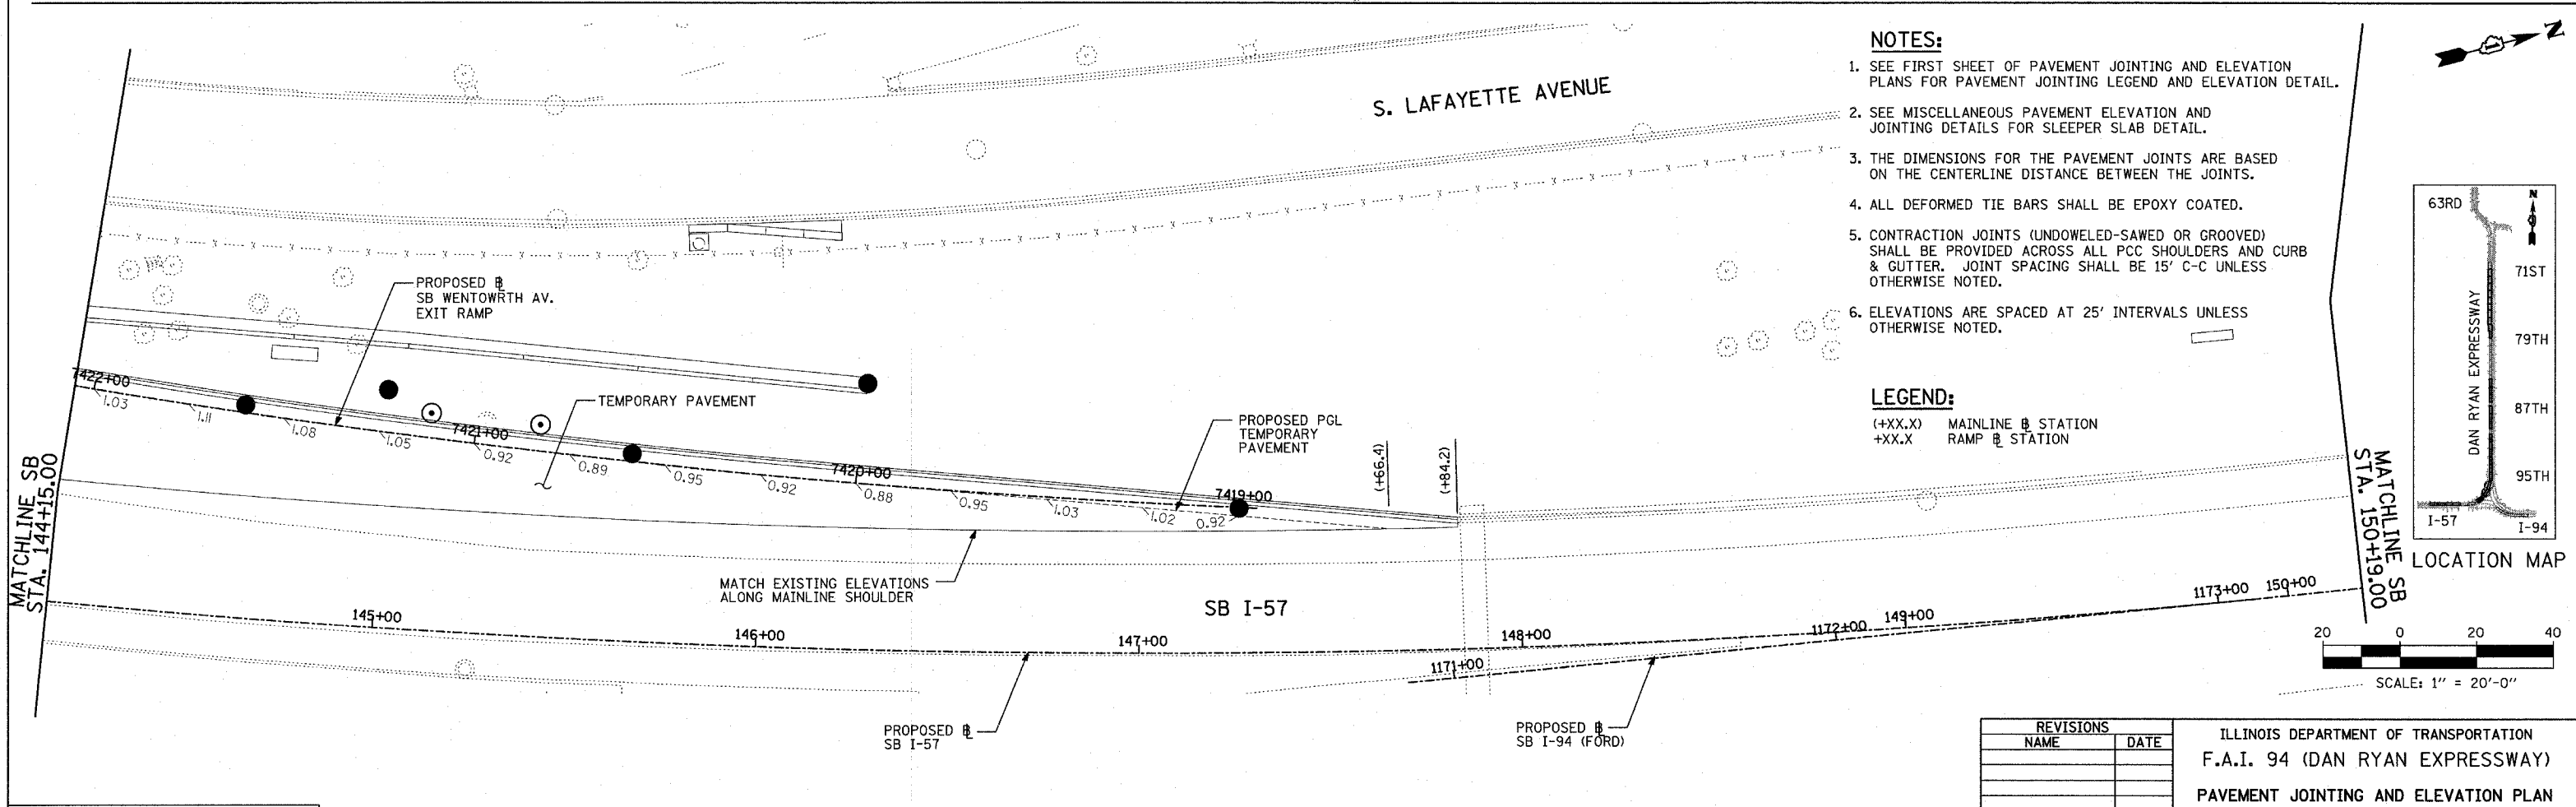 NOTES:
1. SEE FIRST SHEET OF PAVEMENT JOINTING AND ELEVATION
PLANS FOR PAVEMENT JOINTING LEGEND AND ELEVATION DETAIL.
2. SEE MISCELLANEOUS PAVEMENT ELEVATION AND
JOINTING DETAILS FOR SLEEPER SLAB DETAIL.
3. THE DIMENSIONS FOR THE PAVEMENT JOINTS ARE BASED
ON THE CENTERLINE DISTANCE BETWEEN THE JOINTS.
4. ALL DEFORMED TIE BARS SHALL BE EPOXY COATED.
5. CONTRACTION JOINTS (UNDOWELED-SAWED OR GROOVED)
SHALL BE PROVIDED ACROSS ALL PCC SHOULDERS AND CURB
& GUTTER. JOINT SPACING SHALL BE 15' C-C UNLESS
OTHERWISE NOTED.
6. ELEVATIONS ARE SPACED AT 25' INTERVALS UNLESS
OTHERWISE NOTED.
LEGEND:
(+XX.X) MAINLINE ℄ STATION
+XX.X RAMP ℄ STATION
S. LAFAYETTE AVENUE
PROPOSED ℄
SB WENTOWRTH AV.
EXIT RAMP
TEMPORARY PAVEMENT
PROPOSED PGL
TEMPORARY
PAVEMENT
(+66.4)
(+84.2)
7422+00
7421+00
7420+00
7419+00
1.03
1.11
1.08
1.05
0.92
0.89
0.95
0.92
0.88
0.95
1.03
1.02
0.92
MATCHLINE SB
STA. 144+15.00
MATCH EXISTING ELEVATIONS
ALONG MAINLINE SHOULDER
SB I-57
145+00
146+00
147+00
148+00
149+00
150+00
1171+00
1172+00
1173+00
PROPOSED ℄
SB I-57
PROPOSED ℄
SB I-94 (FORD)
MATCHLINE SB
STA. 150+19.00
N
63RD
N
71ST
79TH
87TH
95TH
DAN RYAN EXPRESSWAY
I-57
I-94
LOCATION MAP
20 0 20 40
SCALE: 1" = 20'-0"
REVISIONS
NAME DATE
ILLINOIS DEPARTMENT OF TRANSPORTATION
F.A.I. 94 (DAN RYAN EXPRESSWAY)
PAVEMENT JOINTING AND ELEVATION PLAN